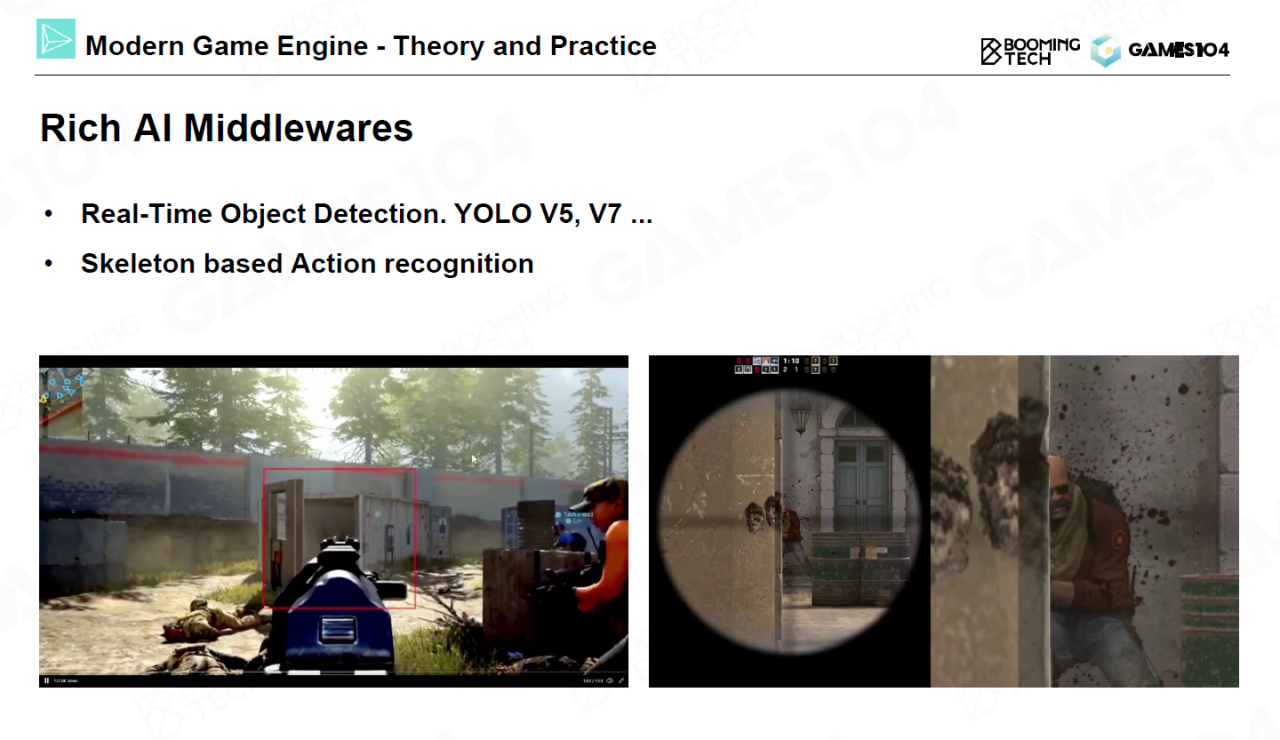 Modern Game Engine - Theory and Practice
BOOMING
TECH
GAMES104
Rich AI Middlewares
• Real-Time Object Detection. YOLO V5, V7 ...
• Skeleton based Action recognition
1:10